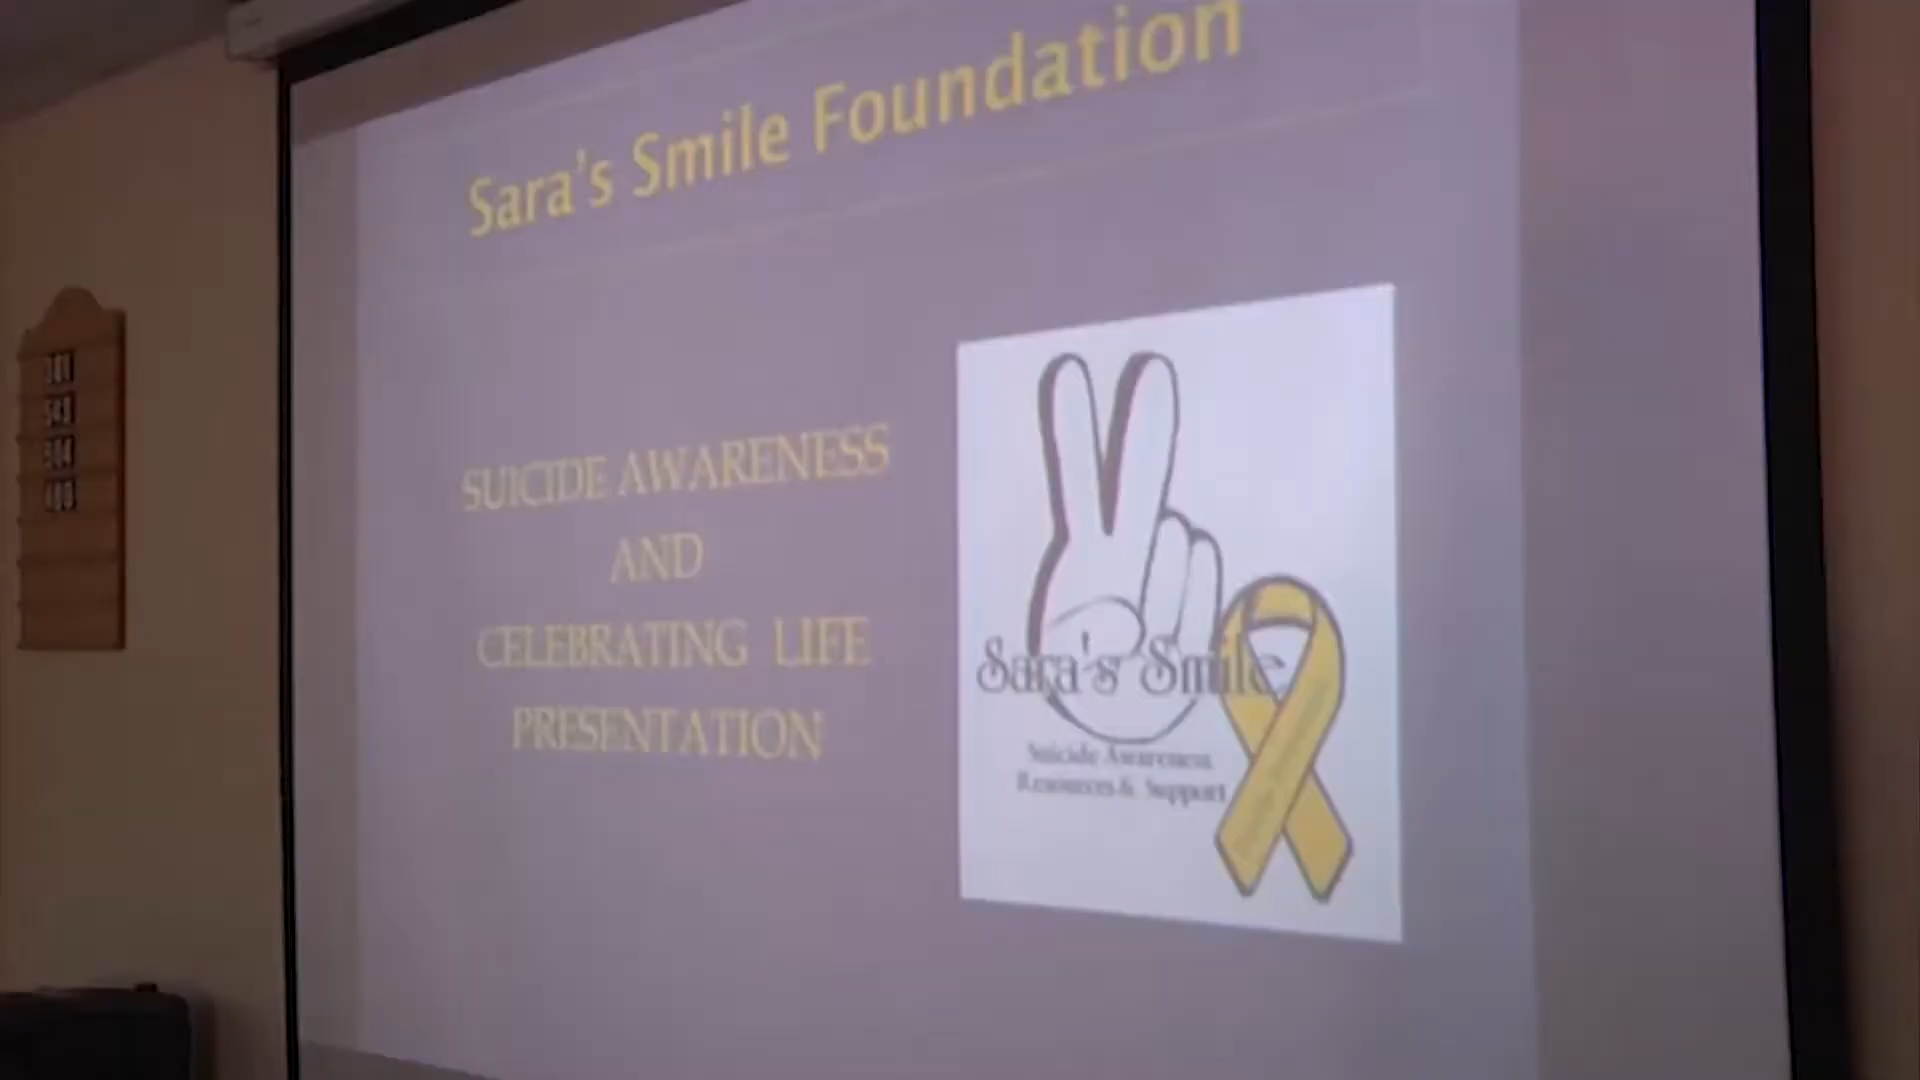 Sara's Smile Foundation
SUICIDE AWARENESS
AND
CELEBRATING LIFE
PRESENTATION
Sara's Smile
Suicide Awareness
Resources & Support